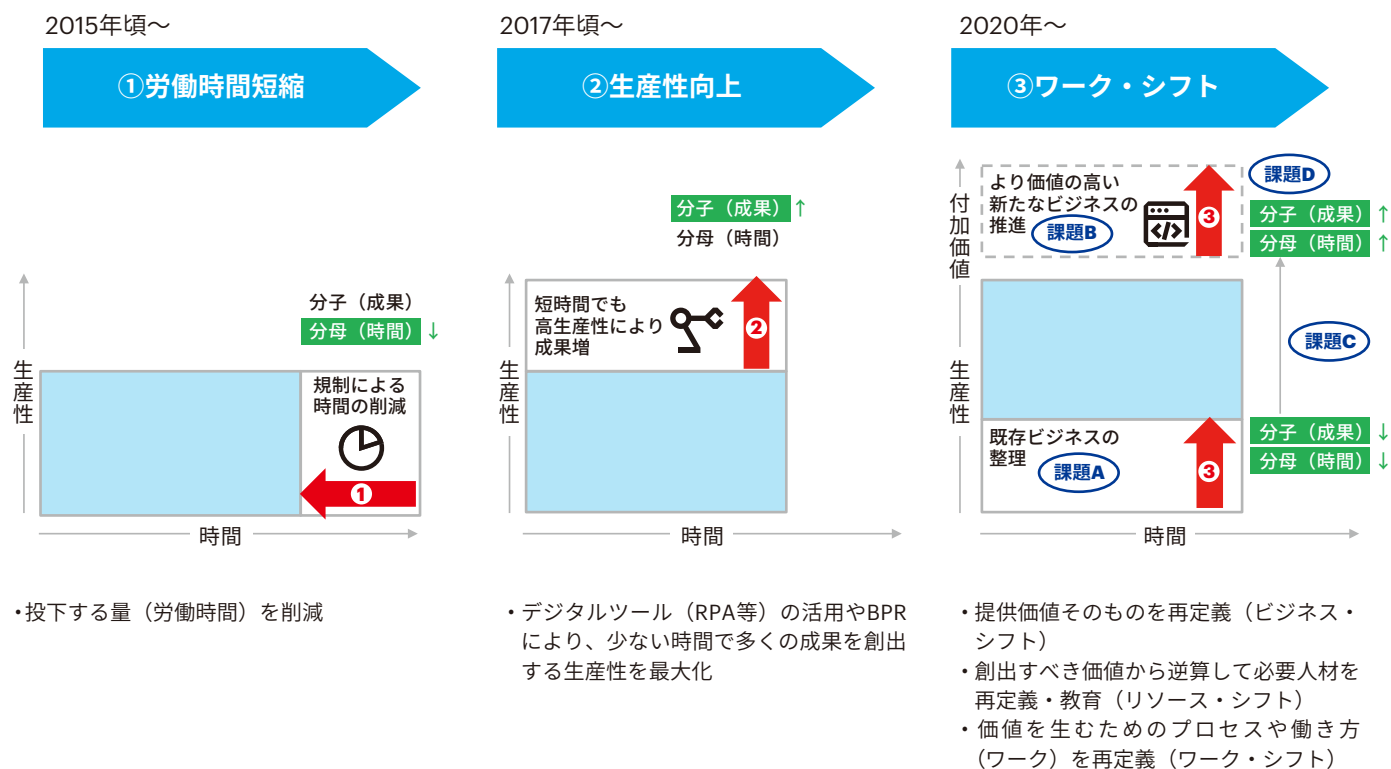 2015年頃～
①労働時間短縮
分子（成果）
分母（時間）↓
生産性
規制による
時間の削減
❶
時間
・投下する量（労働時間）を削減
2017年頃～
②生産性向上
分子（成果）↑
分母（時間）
生産性
短時間でも
高生産性により
成果増
❷
時間
・デジタルツール（RPA等）の活用やBPR
により、少ない時間で多くの成果を創出
する生産性を最大化
2020年～
③ワーク・シフト
付加価値
より価値の高い
新たなビジネスの
推進 課題B
</>
❸
課題D
分子（成果）↑
分母（時間）↑
課題C
生産性
既存ビジネスの
整理 課題A
❸
分子（成果）↓
分母（時間）↓
時間
・提供価値そのものを再定義（ビジネス・
シフト）
・創出すべき価値から逆算して必要人材を
再定義・教育（リソース・シフト）
・価値を生むためのプロセスや働き方
（ワーク）を再定義（ワーク・シフト）